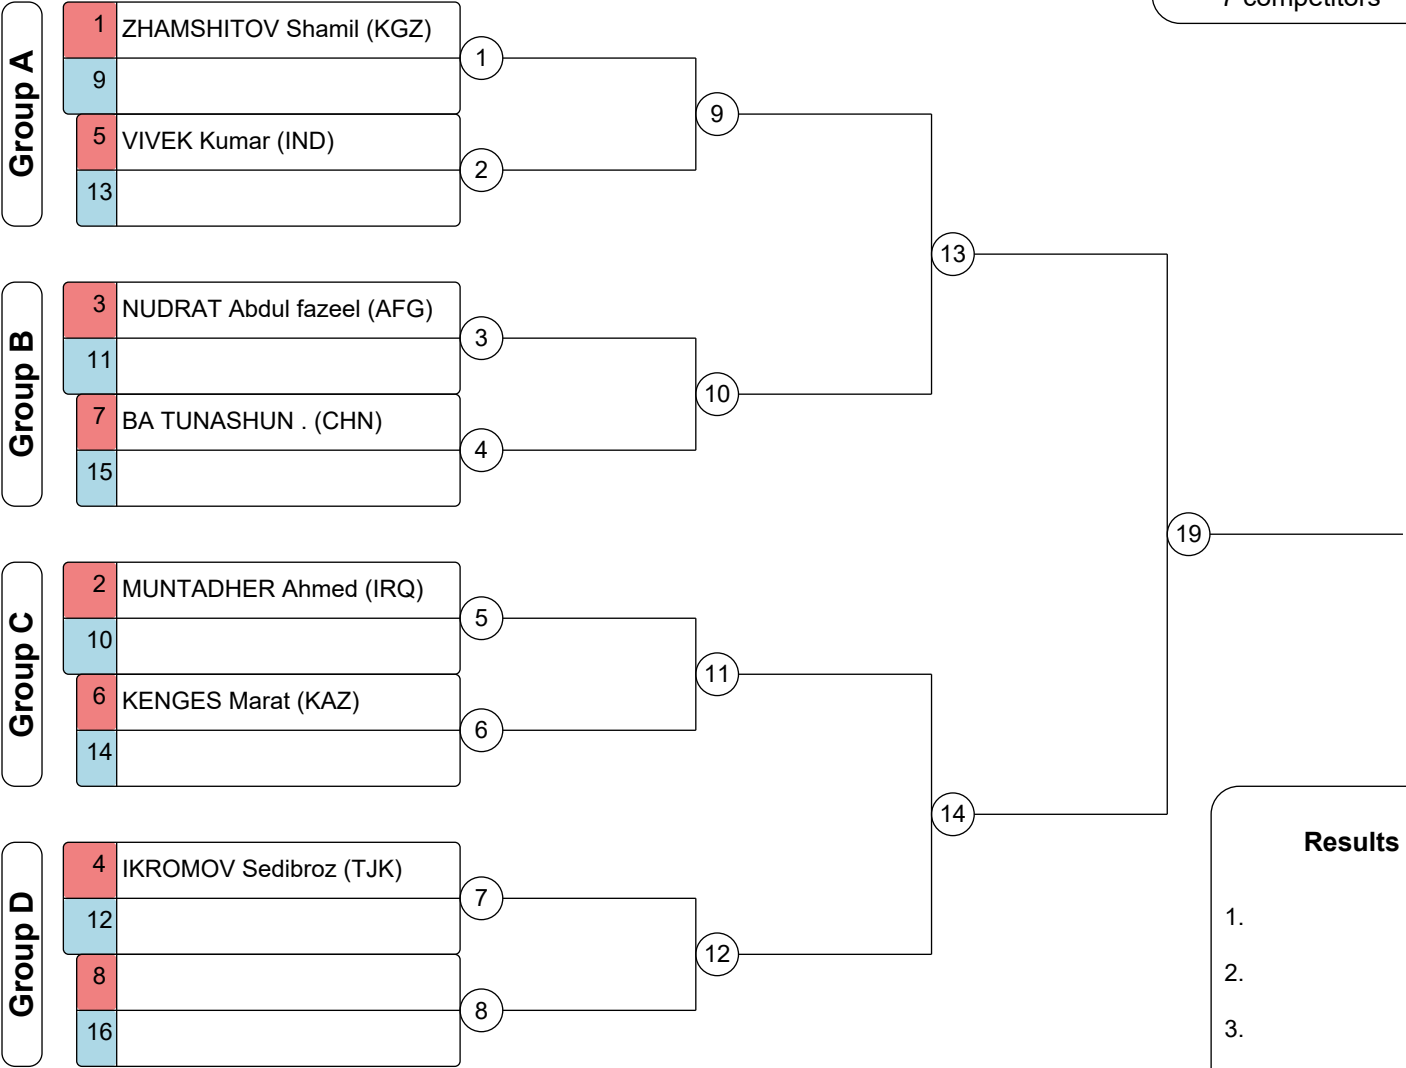 7 competitors
Group A
1 ZHAMSHITOV Shamil (KGZ)
9
5 VIVEK Kumar (IND)
13
1
2
9
Group B
3 NUDRAT Abdul fazeel (AFG)
11
7 BA TUNASHUN . (CHN)
15
3
4
10
13
Group C
2 MUNTADHER Ahmed (IRQ)
10
6 KENGES Marat (KAZ)
14
5
6
11
Group D
4 IKROMOV Sedibroz (TJK)
12
8
16
7
8
12
14
19
Results
1.
2.
3.